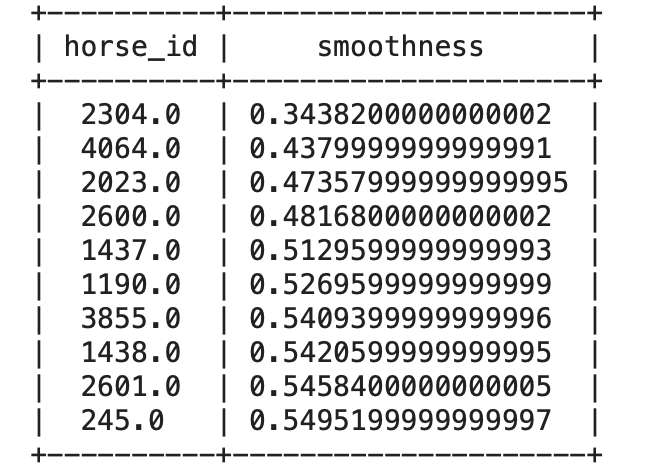 +-----------+----------------------+
| horse_id |      smoothness      |
+-----------+----------------------+
|  2304.0  | 0.3438200000000002  |
|  4064.0  | 0.43799999999999991  |
|  2023.0  | 0.47357999999999995 |
|  2600.0  | 0.4816800000000002  |
|  1437.0  | 0.5129599999999993  |
|  1190.0  | 0.5269599999999999  |
|  3855.0  | 0.5409399999999996  |
|  1438.0  | 0.5420599999999995  |
|  2601.0  | 0.5458400000000005  |
|  245.0   | 0.5495199999999997  |
+-----------+----------------------+